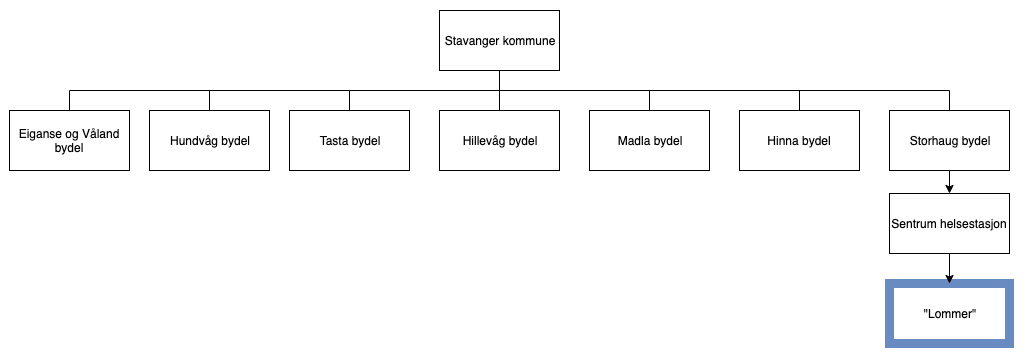 Stavanger kommune
Eiganse og Våland
bydel
Hundvåg bydel
Tasta bydel
Hillevåg bydel
Madla bydel
Hinna bydel
Storhaug bydel
Sentrum helsestasjon
"Lommer"